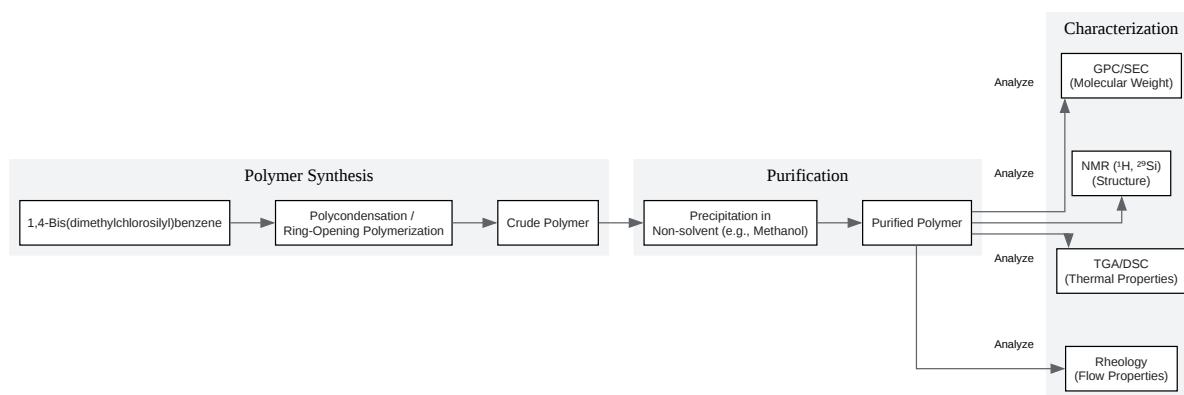 Polymer Synthesis
1,4-Bis(dimethylchlorosilyl)benzene
Polycondensation /
Ring-Opening Polymerization
Crude Polymer
Purification
Precipitation in
Non-solvent (e.g., Methanol)
Purified Polymer
Characterization
Analyze
GPC/SEC
(Molecular Weight)
Analyze
NMR (¹H, ²⁹Si)
(Structure)
Analyze
TGA/DSC
(Thermal Properties)
Analyze
Rheology
(Flow Properties)